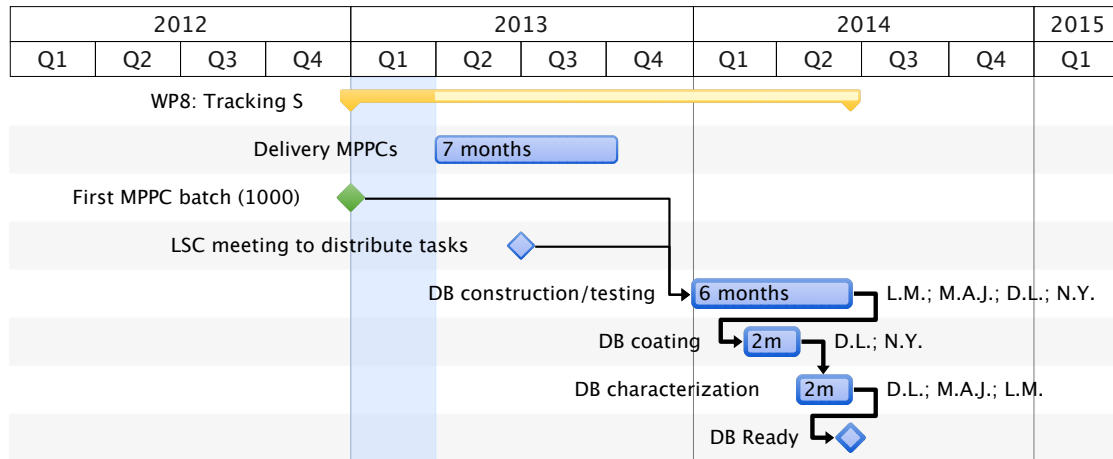 2012 2013 2014 2015
Q1 Q2 Q3 Q4 Q1 Q2 Q3 Q4 Q1 Q2 Q3 Q4 Q1
WP8: Tracking S
Delivery MPPCs 7 months
First MPPC batch (1000)
LSC meeting to distribute tasks
DB construction/testing 6 months L.M.; M.A.J.; D.L.; N.Y.
DB coating 2m D.L.; N.Y.
DB characterization 2m D.L.; M.A.J.; L.M.
DB Ready